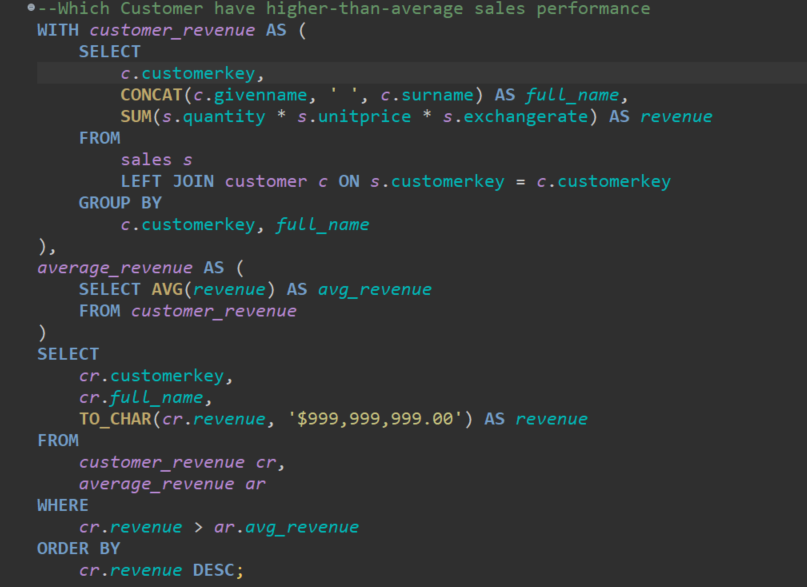 --Which Customer have higher-than-average sales performance
WITH customer_revenue AS (
    SELECT
        c.customerkey,
        CONCAT(c.givenname, ' ', c.surname) AS full_name,
        SUM(s.quantity * s.unitprice * s.exchangerate) AS revenue
    FROM
        sales s
        LEFT JOIN customer c ON s.customerkey = c.customerkey
    GROUP BY
        c.customerkey, full_name
),
average_revenue AS (
    SELECT AVG(revenue) AS avg_revenue
    FROM customer_revenue
)
SELECT
    cr.customerkey,
    cr.full_name,
    TO_CHAR(cr.revenue, '$999,999,999.00') AS revenue
FROM
    customer_revenue cr,
    average_revenue ar
WHERE
    cr.revenue > ar.avg_revenue
ORDER BY
    cr.revenue DESC;